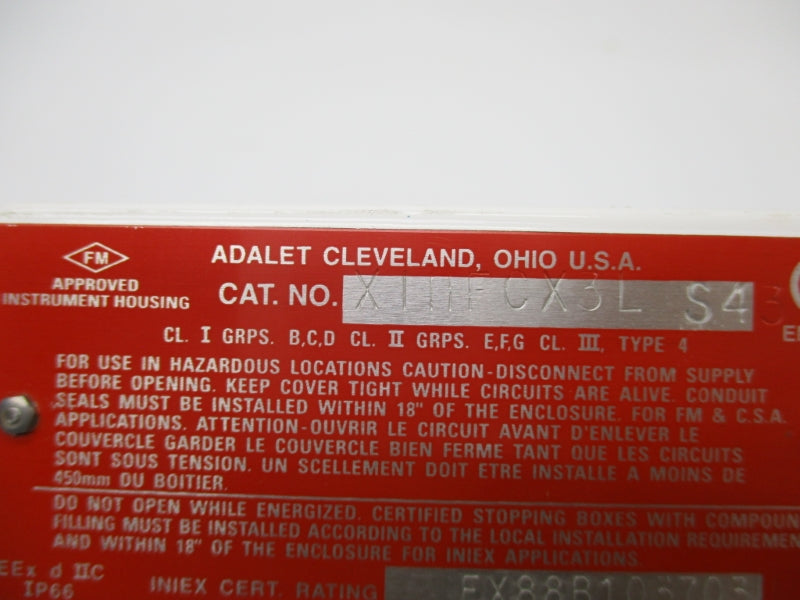 FM
APPROVED
INSTRUMENT HOUSING
ADALET CLEVELAND, OHIO U.S.A.
CAT. NO. XIHFCX3L S43
CL. I GRPS. B,C,D CL. II GRPS. E,F,G CL. III, TYPE 4
FOR USE IN HAZARDOUS LOCATIONS CAUTION-DISCONNECT FROM SUPPLY
BEFORE OPENING. KEEP COVER TIGHT WHILE CIRCUITS ARE ALIVE. CONDUIT
SEALS MUST BE INSTALLED WITHIN 18" OF THE ENCLOSURE. FOR FM & C.S.A.
APPLICATIONS. ATTENTION-OUVRIR LE CIRCUIT AVANT D'ENLEVER LE
COUVERCLE GARDER LE COUVERCLE BIEN FERME TANT QUE LES CIRCUITS
SONT SOUS TENSION. UN SCELLEMENT DOIT ETRE INSTALLE A MOINS DE
450mm DU BOITIER.
DO NOT OPEN WHILE ENERGIZED. CERTIFIED STOPPING BOXES WITH COMPOUN
FILLING MUST BE INSTALLED ACCORDING TO THE LOCAL INSTALLATION REQUIREMEN
AND WITHIN 18" OF THE ENCLOSURE FOR INIEX APPLICATIONS.
EEx d IIC
IP66
INIEX CERT. RATING EX88B103703